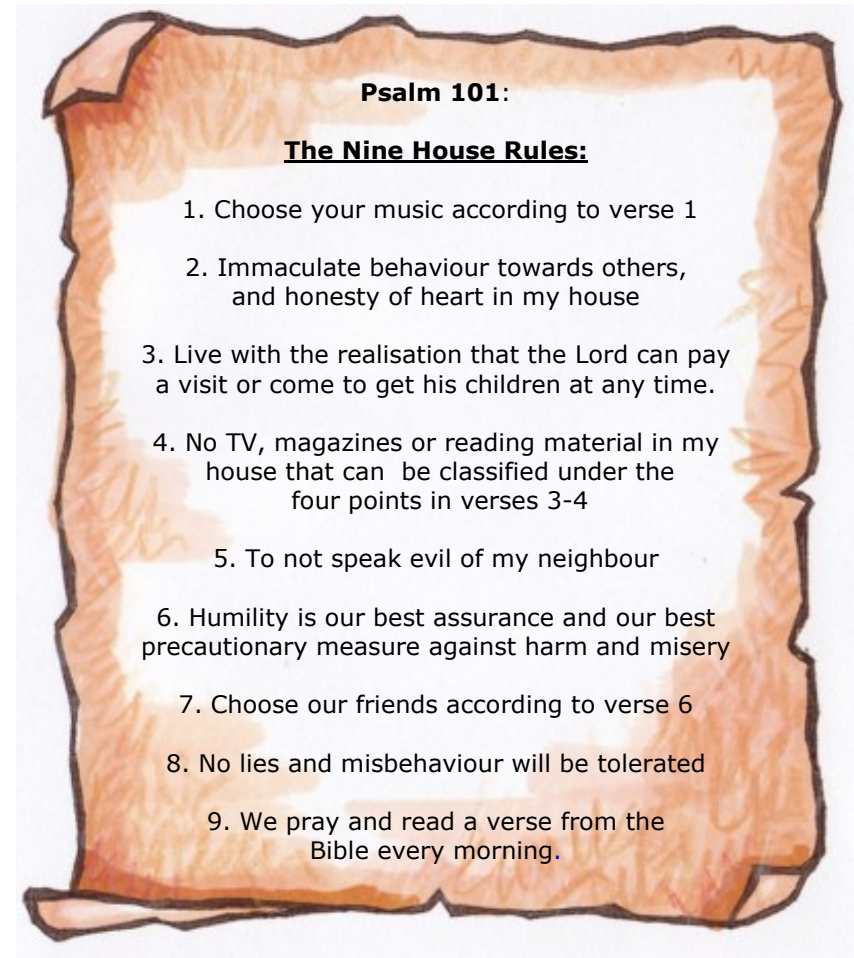 Psalm 101:
The Nine House Rules:
1. Choose your music according to verse 1
2. Immaculate behaviour towards others,
and honesty of heart in my house
3. Live with the realisation that the Lord can pay
a visit or come to get his children at any time.
4. No TV, magazines or reading material in my
house that can  be classified under the
four points in verses 3-4
5. To not speak evil of my neighbour
6. Humility is our best assurance and our best
precautionary measure against harm and misery
7. Choose our friends according to verse 6
8. No lies and misbehaviour will be tolerated
9. We pray and read a verse from the
Bible every morning.